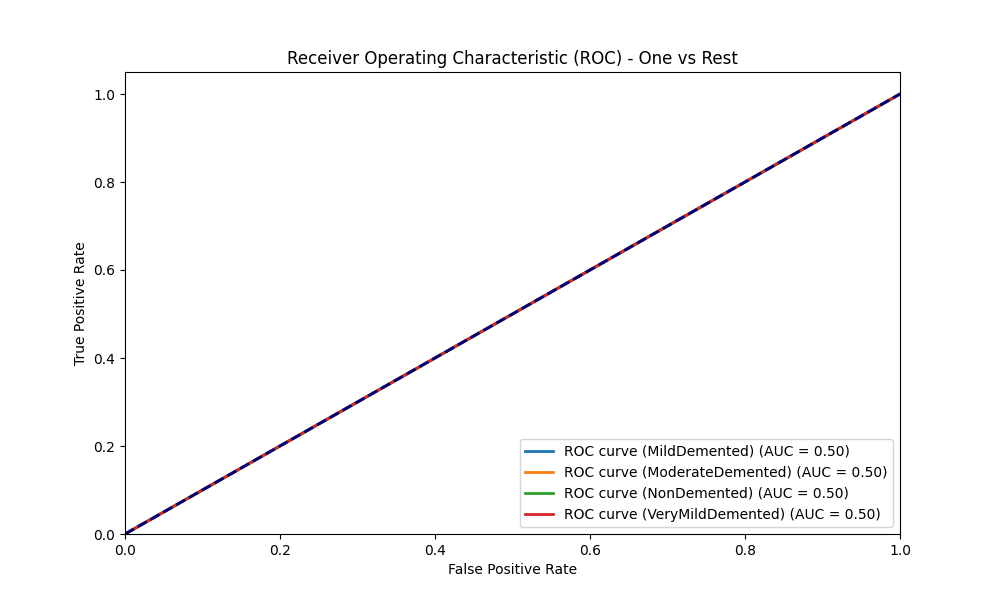 Receiver Operating Characteristic (ROC) - One vs Rest
True Positive Rate
1.0
0.8
0.6
0.4
0.2
0.0
ROC curve (MildDemented) (AUC = 0.50)
ROC curve (ModerateDemented) (AUC = 0.50)
ROC curve (NonDemented) (AUC = 0.50)
ROC curve (VeryMildDemented) (AUC = 0.50)
0.0 0.2 0.4 0.6 0.8 1.0
False Positive Rate